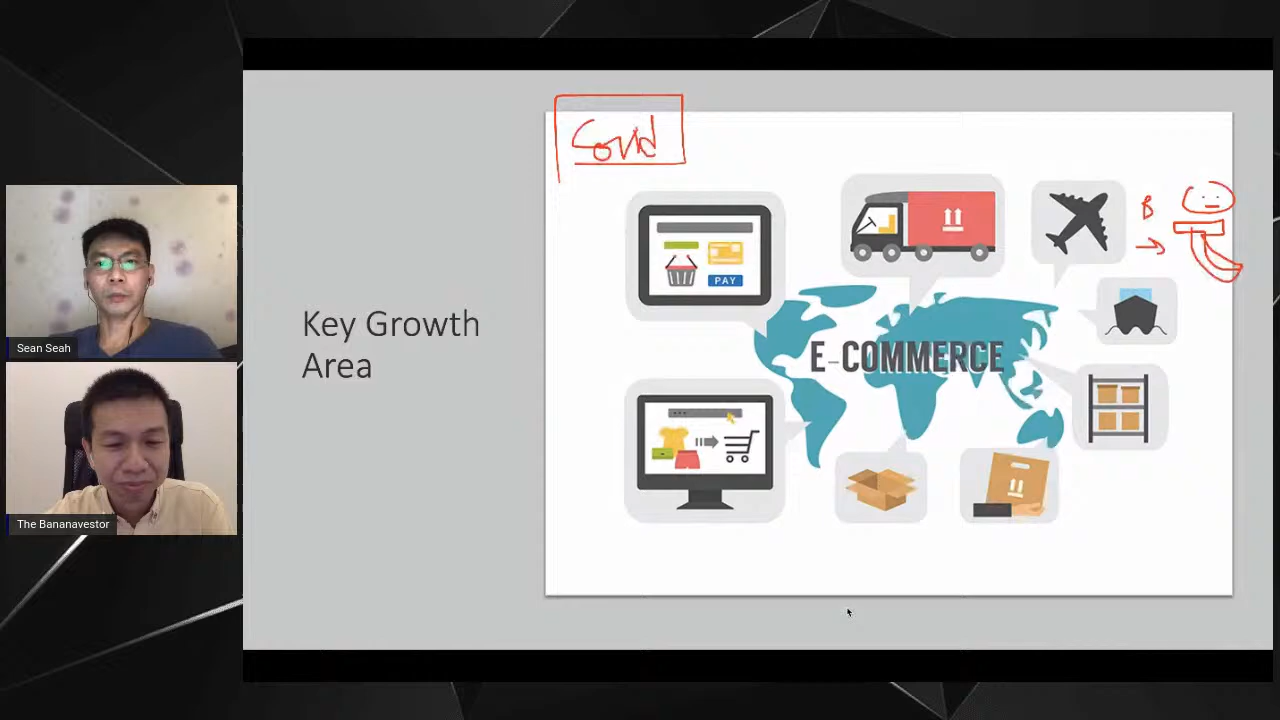 Covid
Key Growth
Area
PAY
B
E-COMMERCE
Sean Seah
The Bananavestor